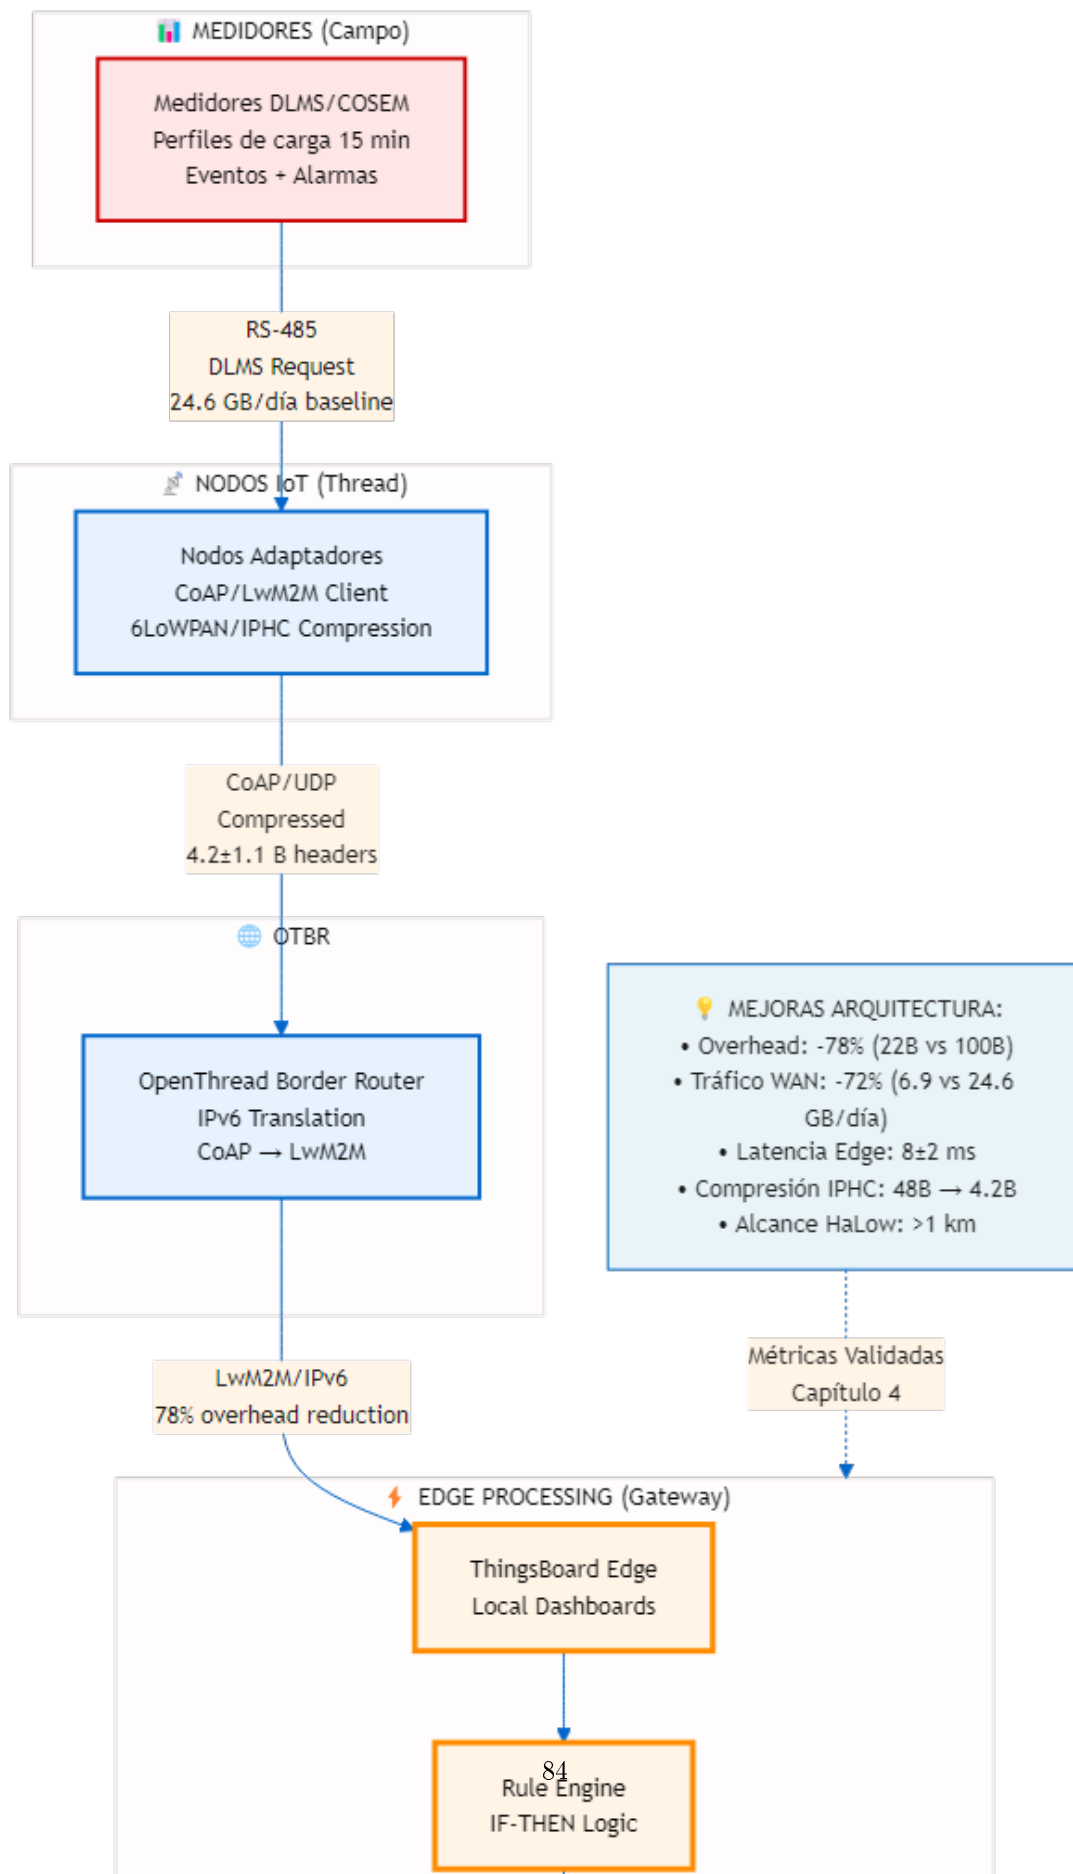 MEDIDORES (Campo)
Medidores DLMS/COSEM
Perfiles de carga 15 min
Eventos + Alarmas
RS-485
DLMS Request
24.6 GB/día baseline
NODOS IoT (Thread)
Nodos Adaptadores
CoAP/LwM2M Client
6LoWPAN/IPHC Compression
CoAP/UDP
Compressed
4.2±1.1 B headers
OTBR
OpenThread Border Router
IPv6 Translation
CoAP → LwM2M
MEJORAS ARQUITECTURA:
• Overhead: -78% (22B vs 100B)
• Tráfico WAN: -72% (6.9 vs 24.6
GB/día)
• Latencia Edge: 8±2 ms
• Compresión IPHC: 48B → 4.2B
• Alcance HaLow: >1 km
LwM2M/IPv6
78% overhead reduction
Métricas Validadas
Capítulo 4
EDGE PROCESSING (Gateway)
ThingsBoard Edge
Local Dashboards
84
Rule Engine
IF-THEN Logic